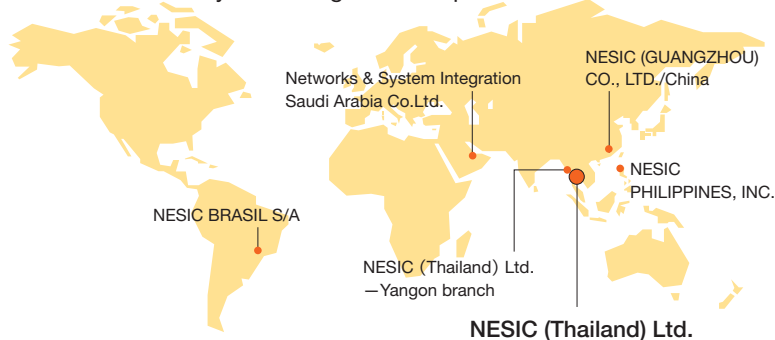 Networks & System Integration
Saudi Arabia Co.Ltd.
NESIC (GUANGZHOU)
CO., LTD./China
NESIC
PHILIPPINES, INC.
NESIC BRASIL S/A
NESIC (Thailand) Ltd.
—Yangon branch
NESIC (Thailand) Ltd.